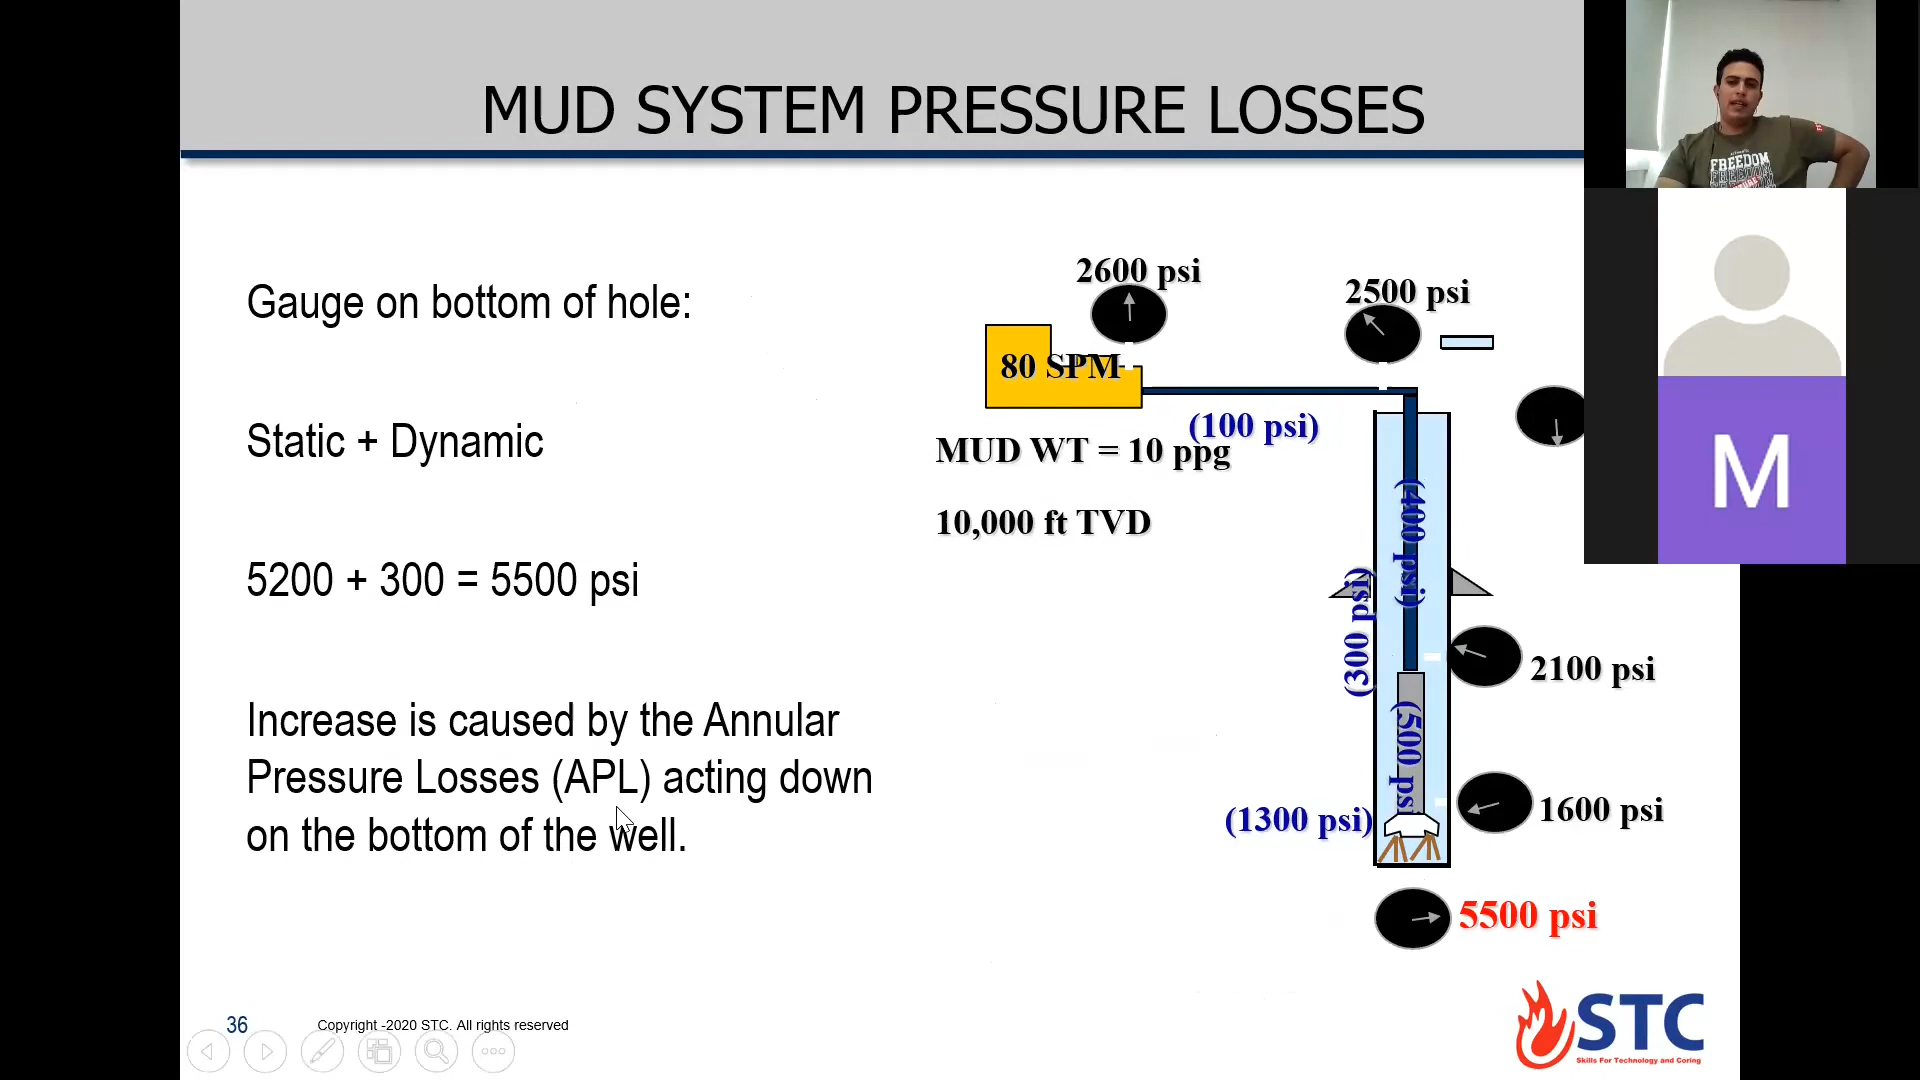 MUD SYSTEM PRESSURE LOSSES
FREEDOM
Gauge on bottom of hole:
Static + Dynamic
5200 + 300 = 5500 psi
Increase is caused by the Annular
Pressure Losses (APL) acting down
on the bottom of the well.
2600 psi
2500 psi
80 SPM
(100 psi)
MUD WT = 10 ppg
10,000 ft TVD
(400 psi)
(300 psi)
2100 psi
(500 psi
1600 psi
(1300 psi)
5500 psi
M
36
Copyright -2020 STC. All rights reserved
STC
Skills For Technology and Coring